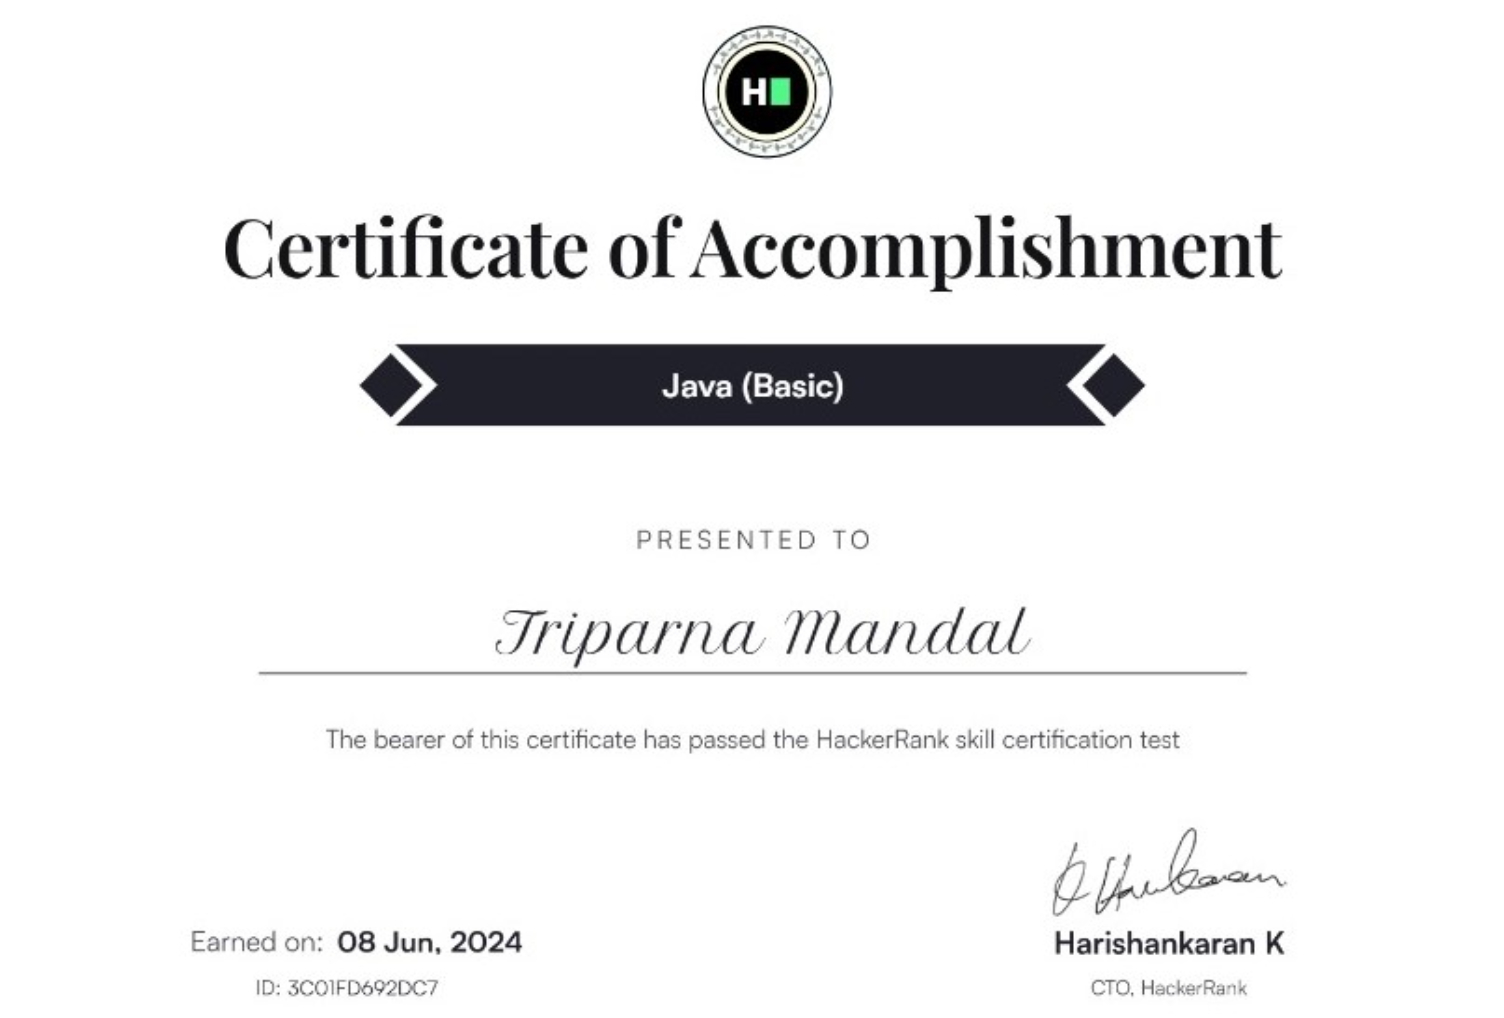 H
Certificate of Accomplishment
Java (Basic)
PRESENTED TO
Triparna Mandal
The bearer of this certificate has passed the HackerRank skill certification test
K Harikaran
Earned on: 08 Jun, 2024
Harishankaran K
ID: 3C01FD692DC7
CTO, HackerRank